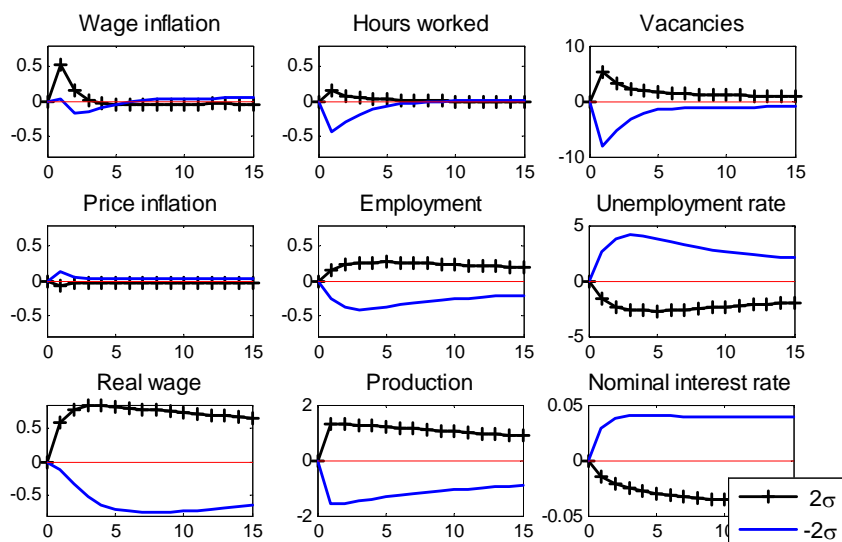 Wage inflation
Hours worked
Vacancies
0.5
0
-0.5
0 5 10 15
0.5
0
-0.5
0 5 10 15
10
0
-10
0 5 10 15
Price inflation
Employment
Unemployment rate
0.5
0
-0.5
0 5 10 15
0.5
0
-0.5
0 5 10 15
5
0
-5
0 5 10 15
Real wage
Production
Nominal interest rate
0.5
0
-0.5
0 5 10 15
2
0
-2
0 5 10 15
0.05
0
-0.05
0 5
2σ
-2σ